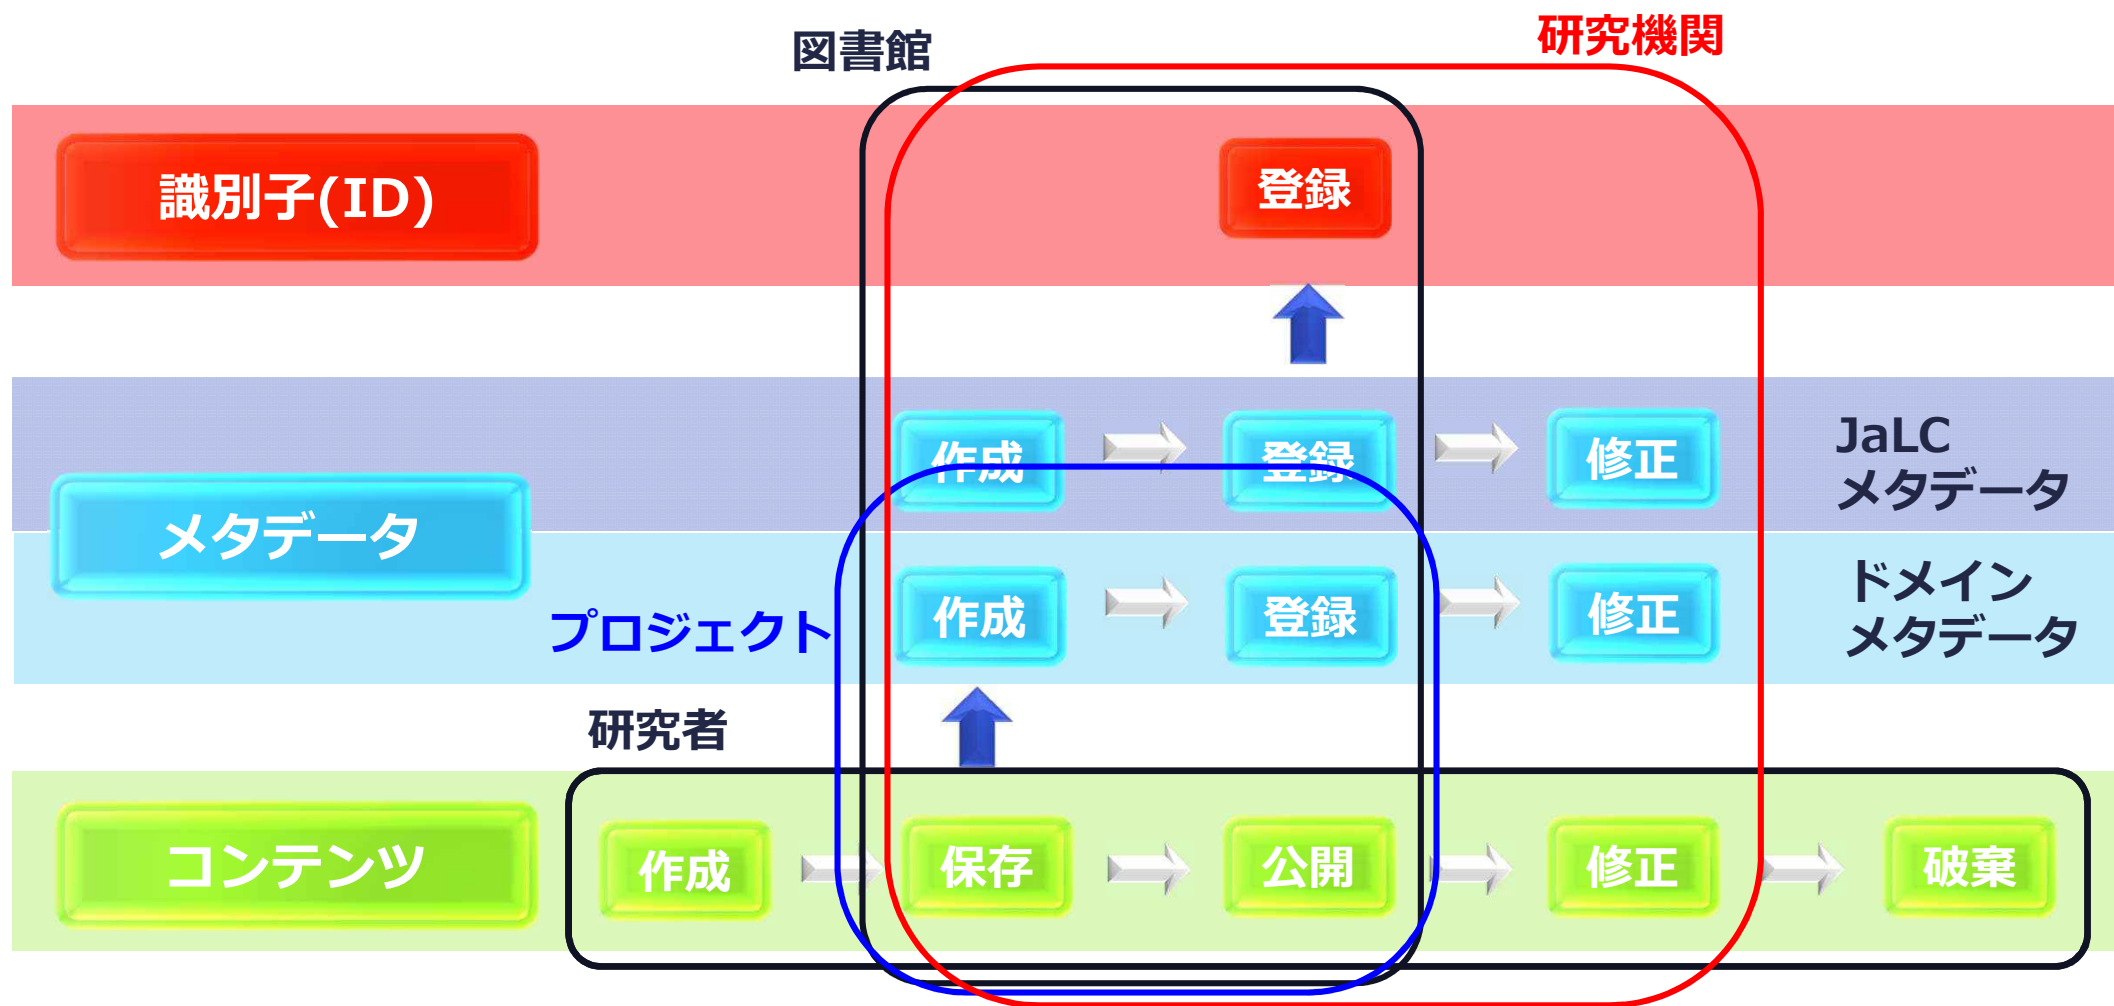 図書館
研究機関
識別子(ID)
登録
作成
登録
修正
JaLC
メタデータ
メタデータ
作成
登録
修正
ドメイン
メタデータ
プロジェクト
研究者
コンテンツ
作成
保存
公開
修正
破棄